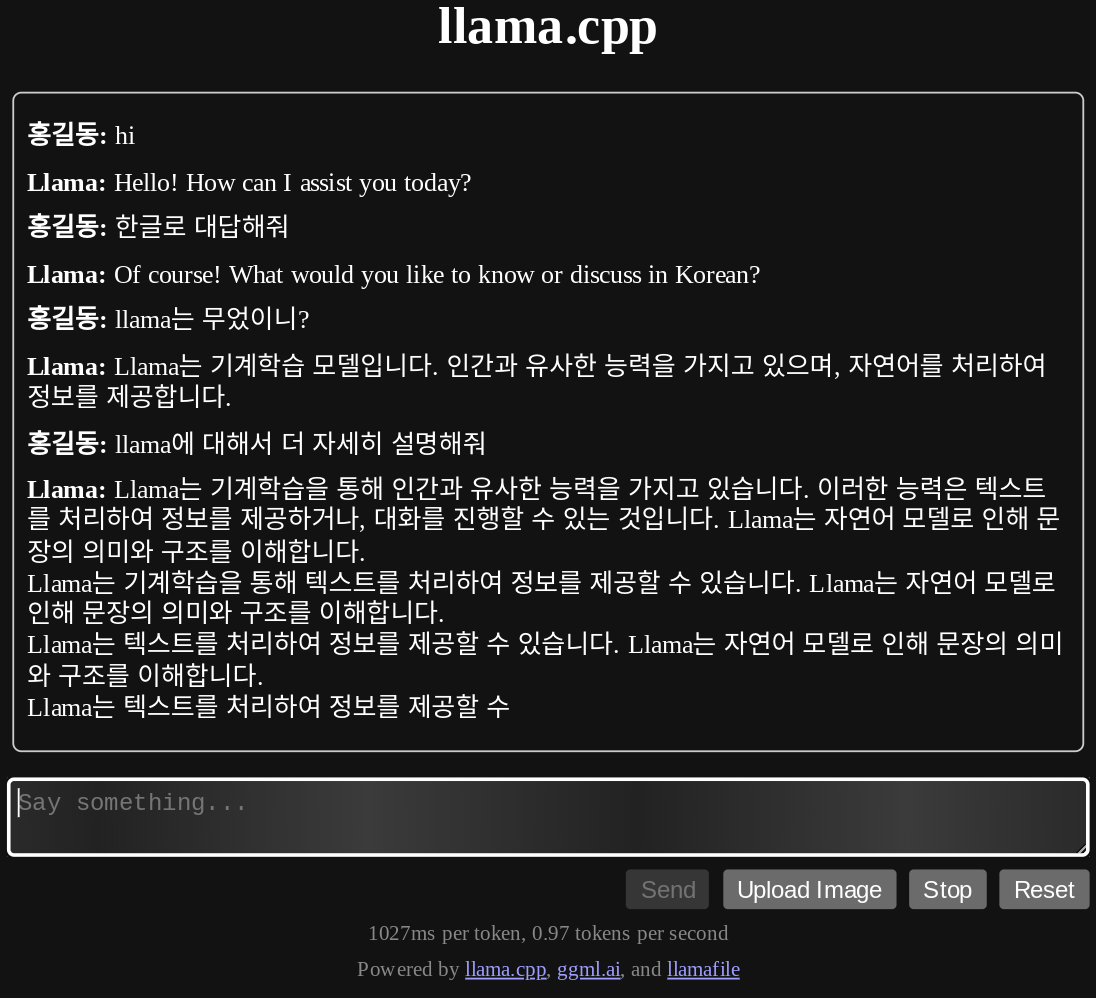 llama.cpp
홍길동: hi
Llama: Hello! How can I assist you today?
홍길동: 한글로 대답해줘
Llama: Of course! What would you like to know or discuss in Korean?
홍길동: llama는 무었이니?
Llama: Llama는 기계학습 모델입니다. 인간과 유사한 능력을 가지고 있으며, 자연어를 처리하여
정보를 제공합니다.
홍길동: llama에 대해서 더 자세히 설명해줘
Llama: Llama는 기계학습을 통해 인간과 유사한 능력을 가지고 있습니다. 이러한 능력은 텍스트
를 처리하여 정보를 제공하거나, 대화를 진행할 수 있는 것입니다. Llama는 자연어 모델로 인해 문
장의 의미와 구조를 이해합니다.
Llama는 기계학습을 통해 텍스트를 처리하여 정보를 제공할 수 있습니다. Llama는 자연어 모델로
인해 문장의 의미와 구조를 이해합니다.
Llama는 텍스트를 처리하여 정보를 제공할 수 있습니다. Llama는 자연어 모델로 인해 문장의 의미
와 구조를 이해합니다.
Llama는 텍스트를 처리하여 정보를 제공할 수
Say something...
Send Upload Image Stop Reset
1027ms per token, 0.97 tokens per second
Powered by llama.cpp, ggml.ai, and llamafile